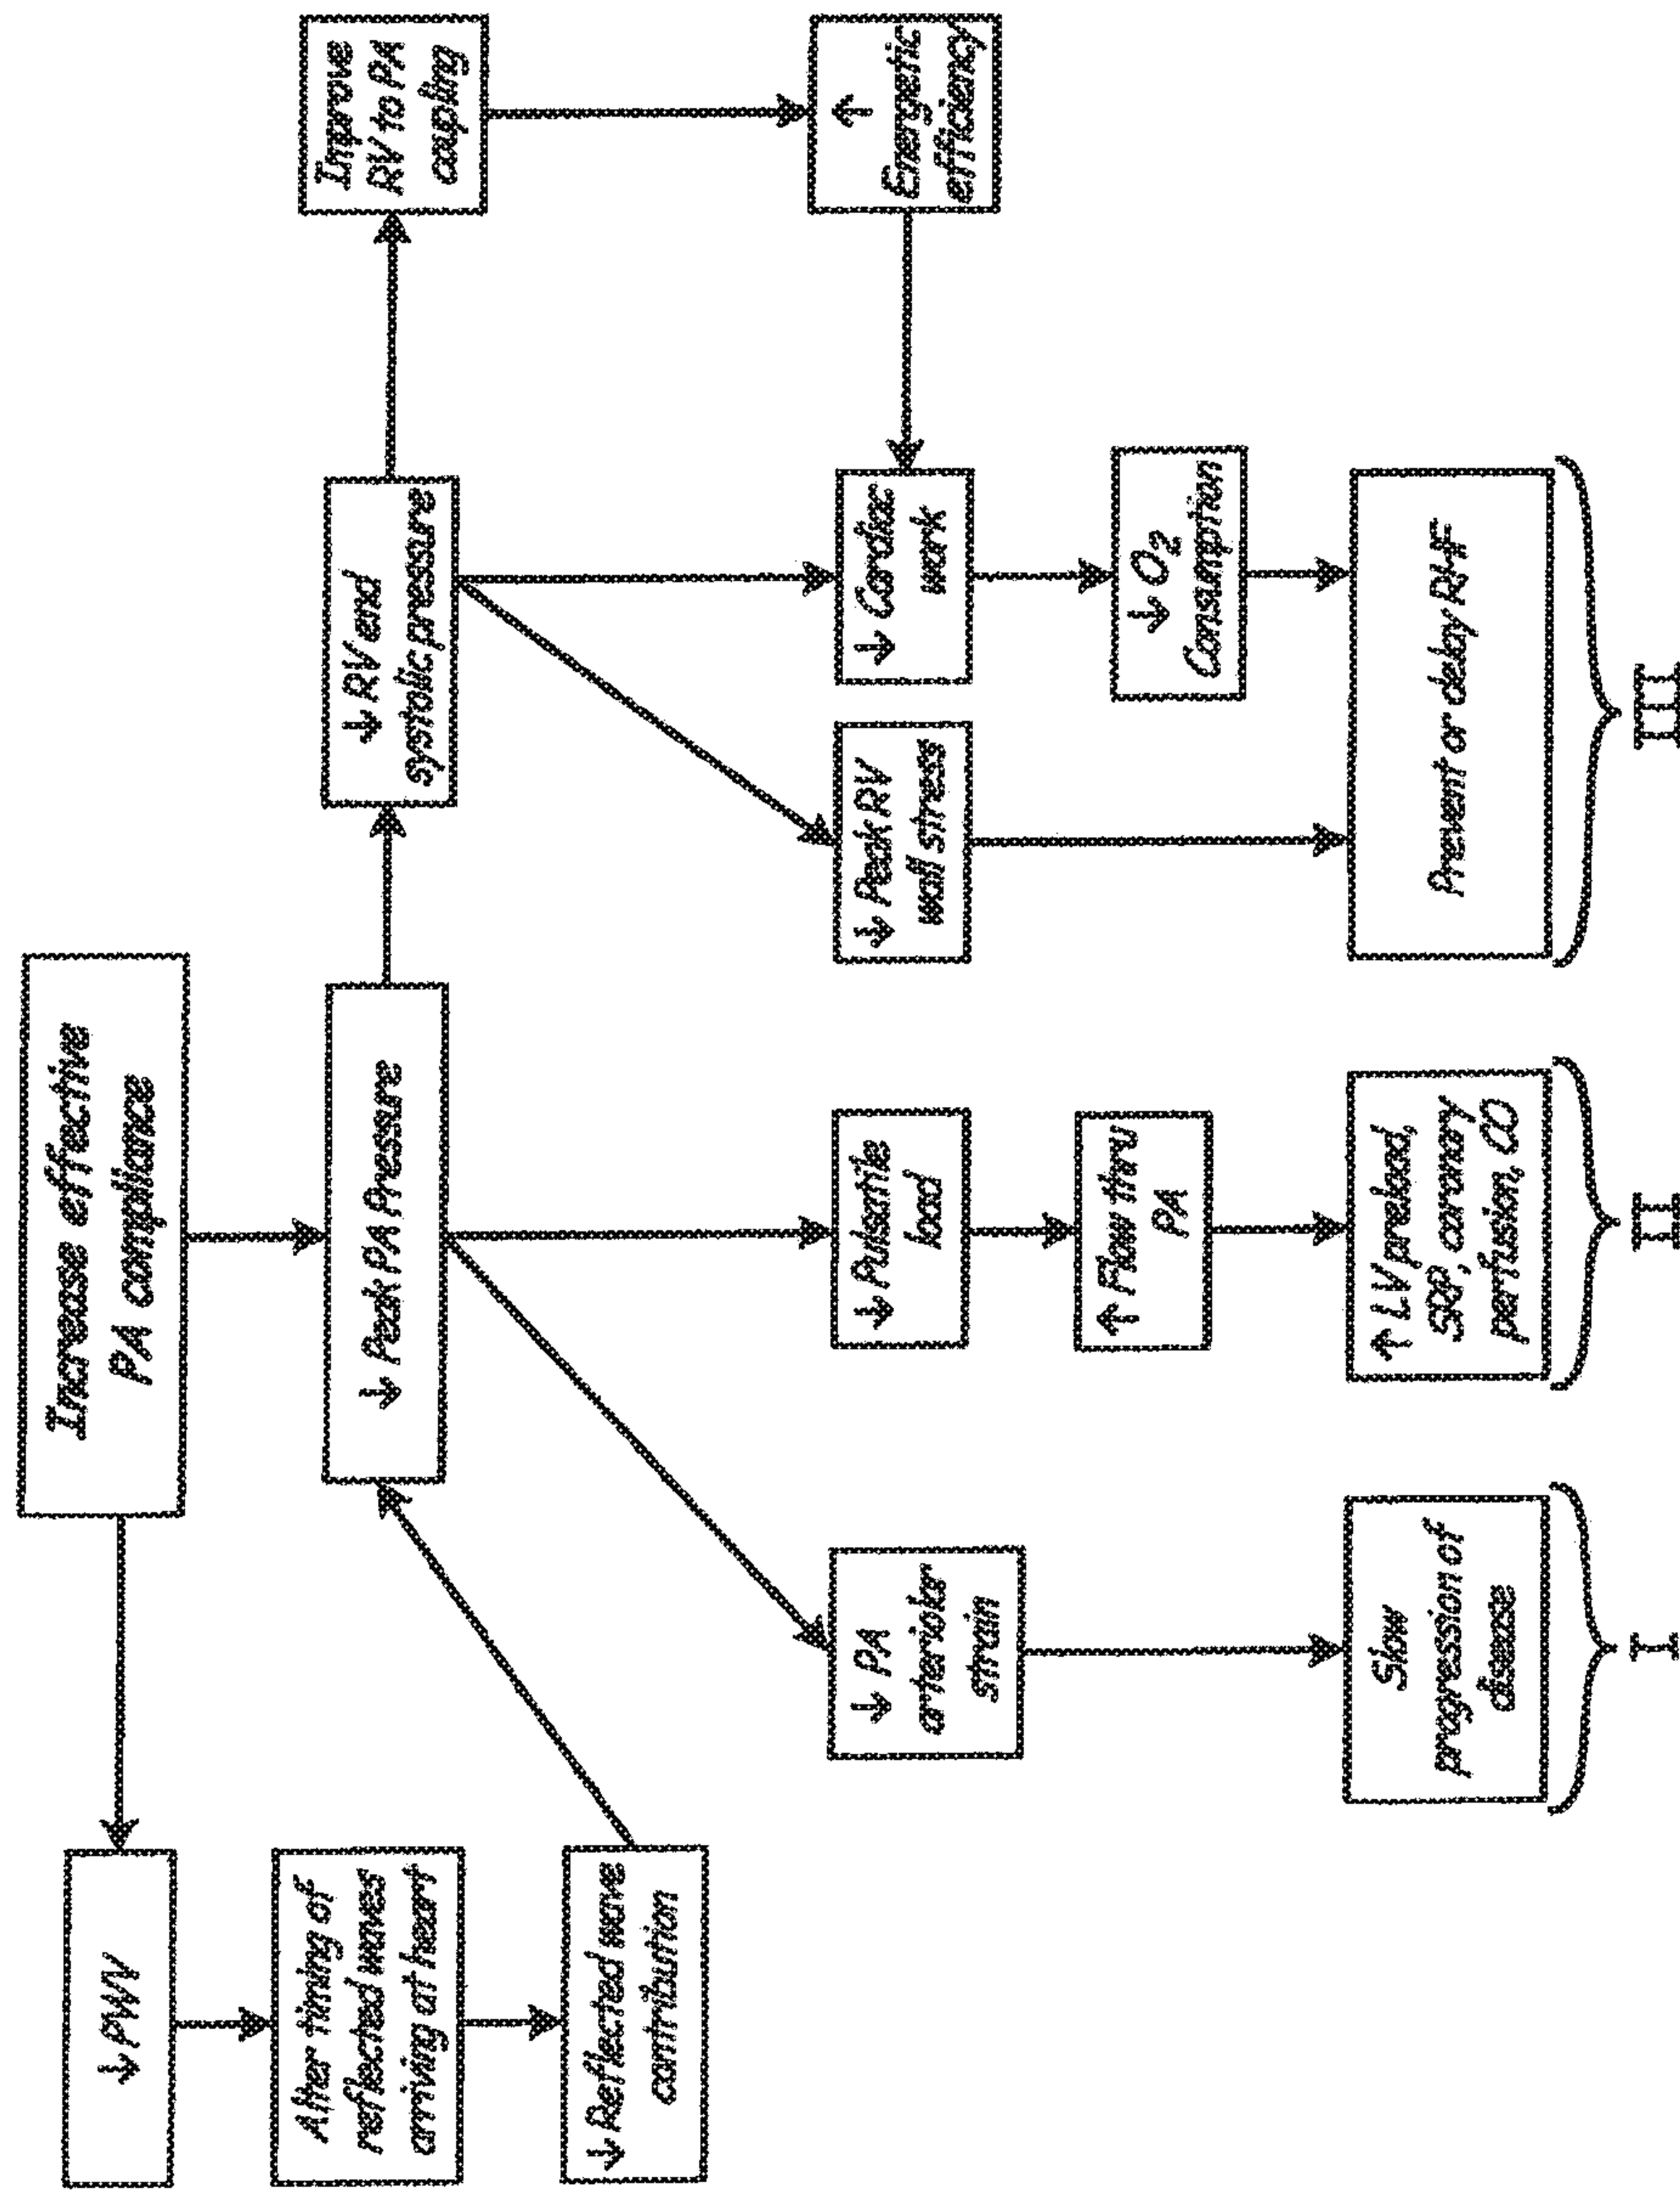 Increase effective
PA compliance
↓ PWV
Alter timing of
reflected waves
arriving at heart
↓ Reflected wave
contribution
↓ Peak PA Pressure
↓ RV end
systolic pressure
Improve
RV to PA
coupling
↓ PA
arteriolar
strain
↓ Pulsatile
load
↓ Peak RV
wall stress
↓ Cardiac
work
↑
Energetic
efficiency
↑ Flow thru
PA
↓ O2
Consumption
Slow
progression of
disease
↑ LV preload,
SRP, coronary
perfusion, CO
Prevent or delay RHF
I
II
III